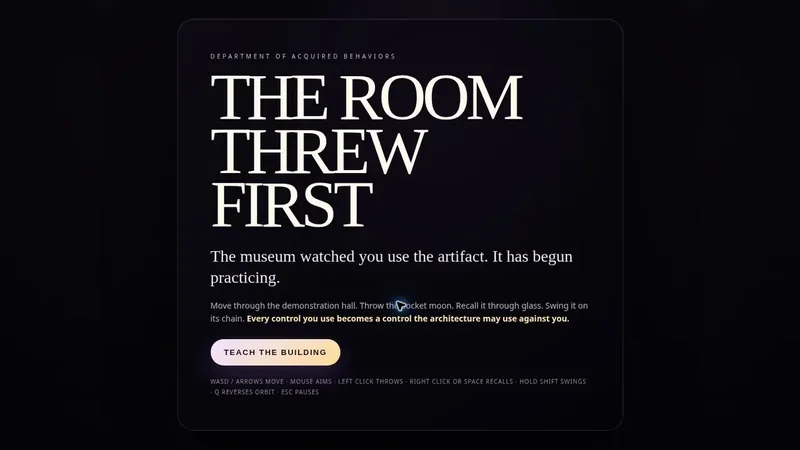 DEPARTMENT OF ACQUIRED BEHAVIORS
THE ROOM
THREW
FIRST
The museum watched you use the artifact. It has begun
practicing.
Move through the demonstration hall. Throw the pocket moon. Recall it through glass. Swing it on
its chain. Every control you use becomes a control the architecture may use against you.
TEACH THE BUILDING
WASD / ARROWS MOVE · MOUSE AIMS · LEFT CLICK THROWS · RIGHT CLICK OR SPACE RECALLS · HOLD SHIFT SWINGS
· Q REVERSES ORBIT · ESC PAUSES